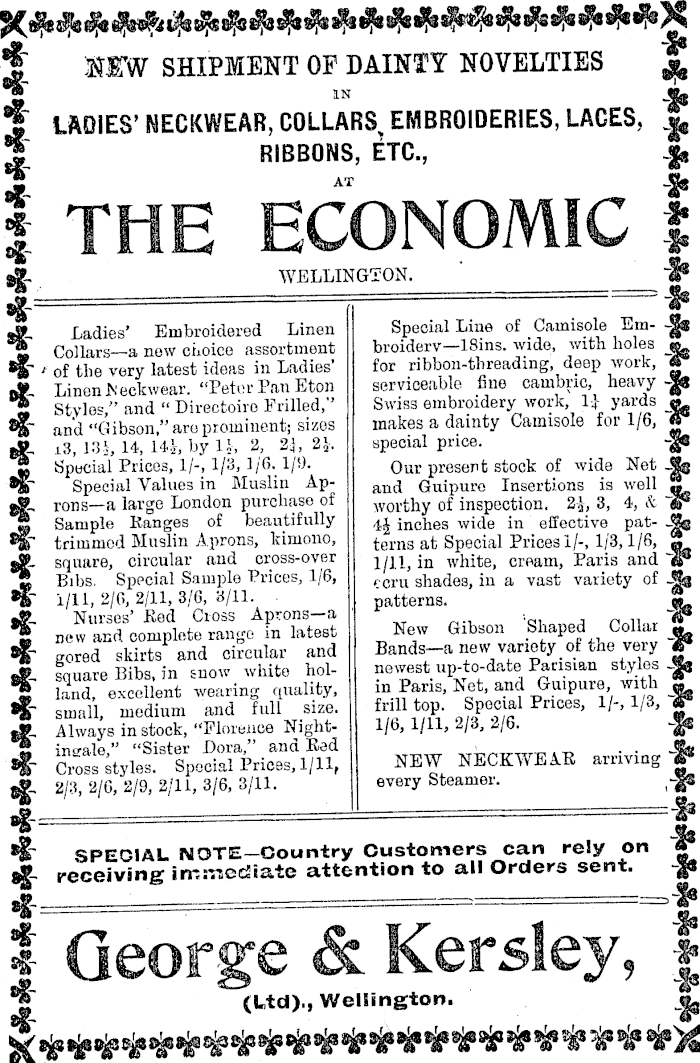 NEW SHIPMENT OF DAINTY NOVELTIES
IN
LADIES' NECKWEAR, COLLARS, EMBROIDERIES, LACES,
RIBBONS, ETC.,
AT
THE ECONOMIC
WELLINGTON.
Ladies' Embroidered Linen
Collars—a new choice assortment
of the very latest ideas in Ladies'
Linen Neckwear. "Peter Pan Eton
Styles," and "Directoire Frilled,"
and "Gibson," are prominent; sizes
13, 13½, 14, 14½, by 1½, 2, 2¼, 2½.
Special Prices, 1/-, 1/3, 1/6. 1/9.
Special Values in Muslin Ap-
rons—a large London purchase of
Sample Ranges of beautifully
trimmed Muslin Aprons, kimono,
square, circular and cross-over
Bibs. Special Sample Prices, 1/6,
1/11, 2/6, 2/11, 3/6, 3/11.
Nurses' Red Cross Aprons—a
new and complete range in latest
gored skirts and circular and
square Bibs, in snow white hol-
land, excellent wearing quality,
small, medium and full size.
Always in stock, "Florence Night-
ingale," "Sister Dora," and Red
Cross styles. Special Prices, 1/11,
2/3, 2/6, 2/9, 2/11, 3/6, 3/11.
Special Line of Camisole Em-
broidery—18ins. wide, with holes
for ribbon-threading, deep work,
serviceable fine cambric, heavy
Swiss embroidery work, 1¼ yards
makes a dainty Camisole for 1/6,
special price.
Our present stock of wide Net
and Guipure Insertions is well
worthy of inspection. 2½, 3, 4, &
4½ inches wide in effective pat-
terns at Special Prices 1/-, 1/3, 1/6,
1/11, in white, cream, Paris and
ecru shades, in a vast variety of
patterns.
New Gibson Shaped Collar
Bands—a new variety of the very
newest up-to-date Parisian styles
in Paris, Net, and Guipure, with
frill top. Special Prices, 1/-, 1/3,
1/6, 1/11, 2/3, 2/6.
NEW NECKWEAR arriving
every Steamer.
SPECIAL NOTE—Country Customers can rely on
receiving immediate attention to all Orders sent.
George & Kersley,
(Ltd)., Wellington.